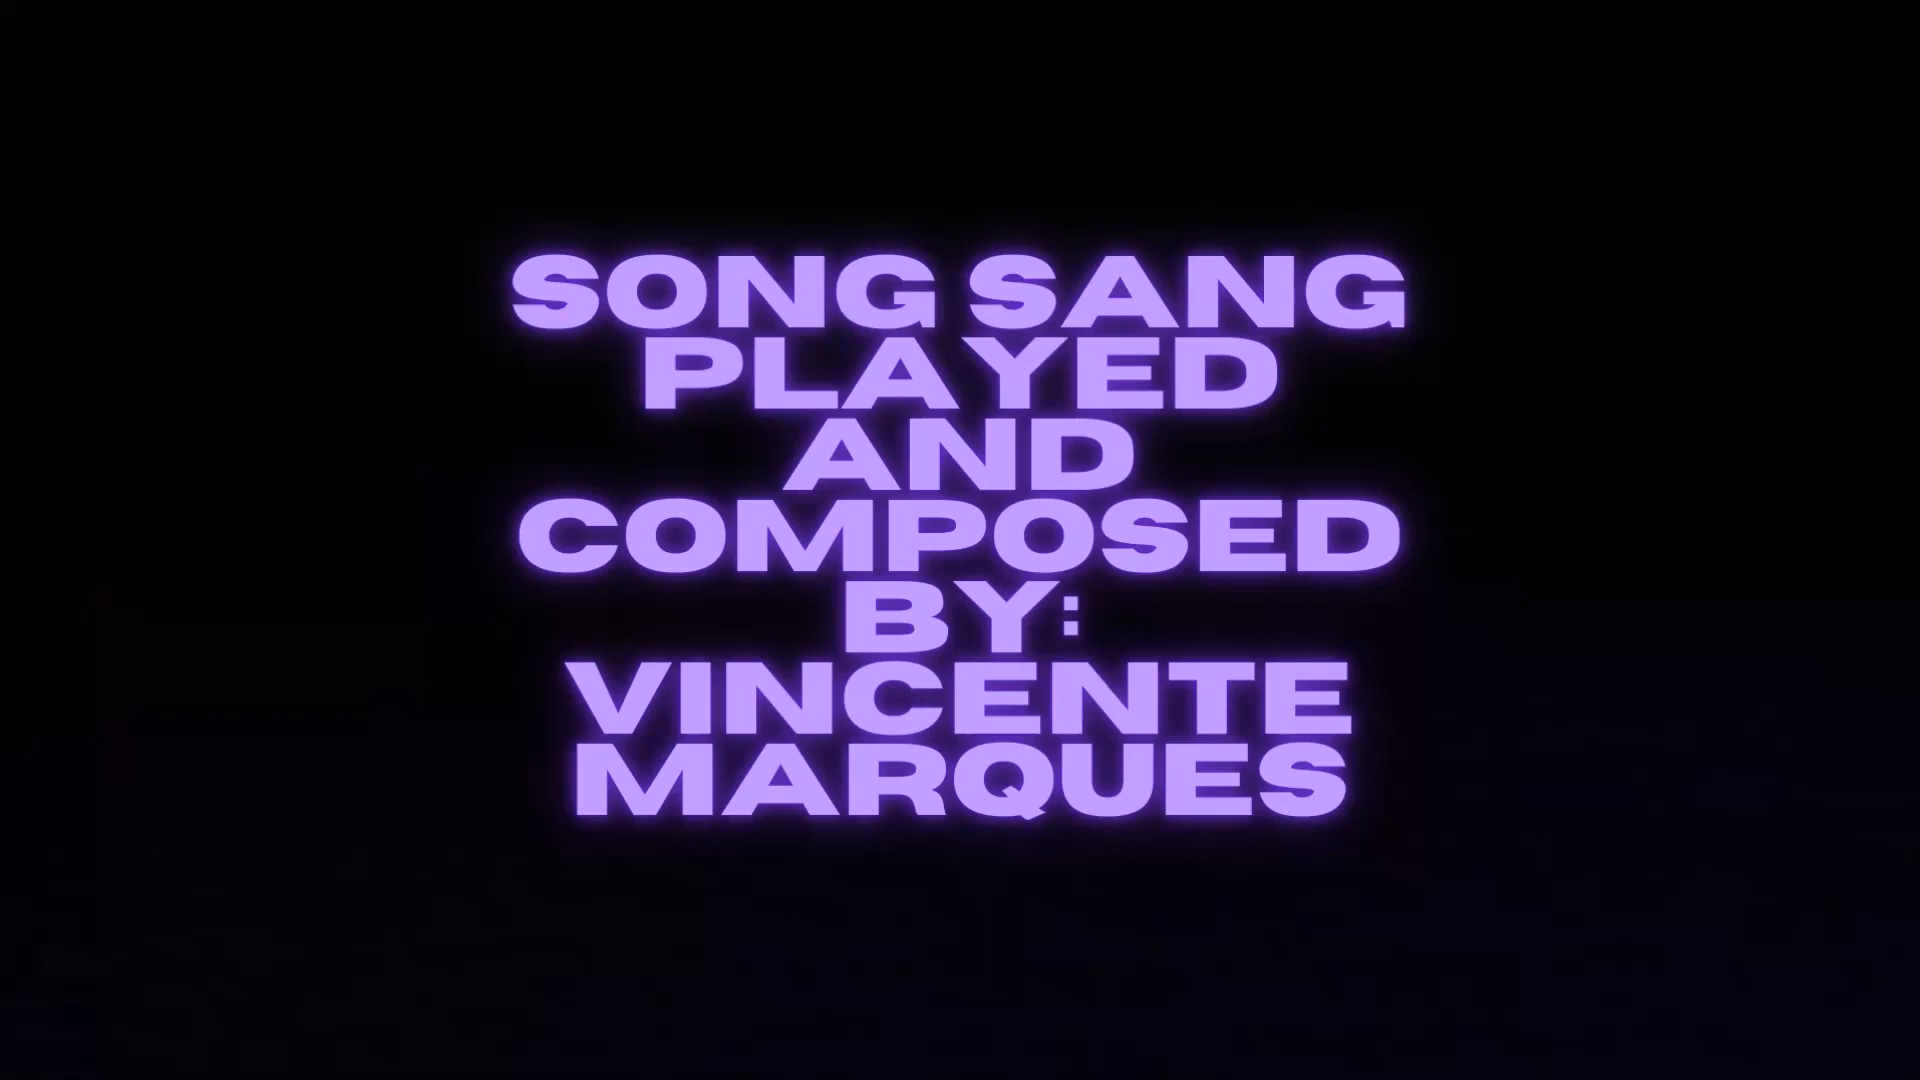 SONG SANG
PLAYED
AND
COMPOSED
BY:
VINCENTE
MARQUES